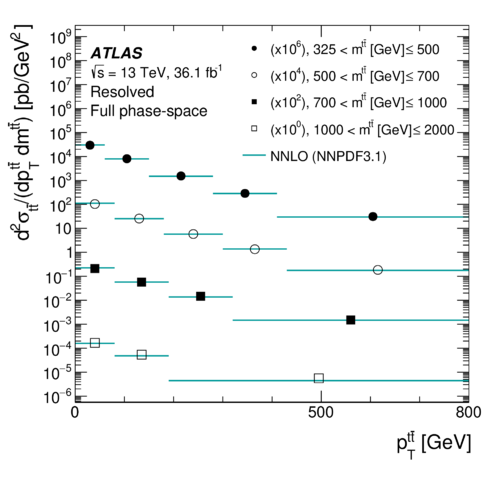 d²σ_tt̄/(dp_T^tt̄ dm^tt̄) [pb/GeV²]
10⁹
10⁸
10⁷
10⁶
10⁵
10⁴
10³
10²
10
1
10⁻¹
10⁻²
10⁻³
10⁻⁴
10⁻⁵
10⁻⁶
ATLAS
√s = 13 TeV, 36.1 fb⁻¹
Resolved
Full phase-space
(x10⁶), 325 < m^tt̄ [GeV]≤ 500
(x10⁴), 500 < m^tt̄ [GeV]≤ 700
(x10²), 700 < m^tt̄ [GeV]≤ 1000
(x10⁰), 1000 < m^tt̄ [GeV]≤ 2000
NNLO (NNPDF3.1)
0 500 800
p_T^tt̄ [GeV]